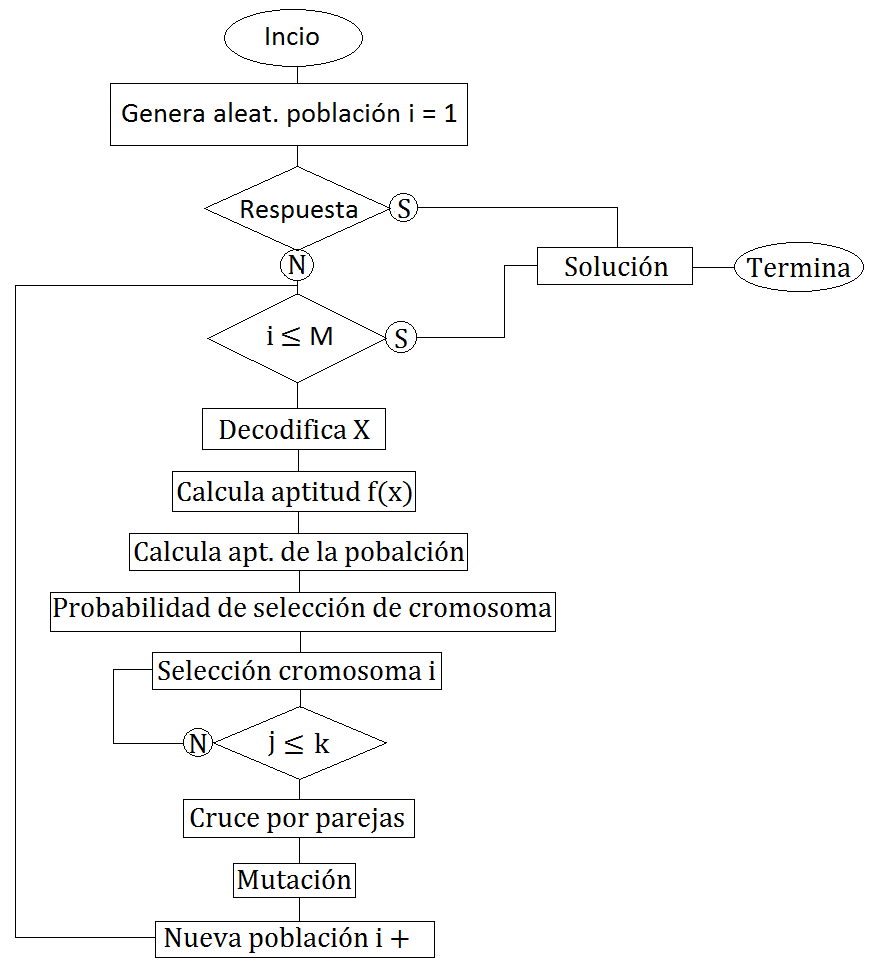 Incio
Genera aleat. población i = 1
Respuesta
S
N
Solución
Termina
i ≤ M
S
Decodifica X
Calcula aptitud f(x)
Calcula apt. de la pobalción
Probabilidad de selección de cromosoma
Selección cromosoma i
N
j ≤ k
Cruce por parejas
Mutación
Nueva población i +